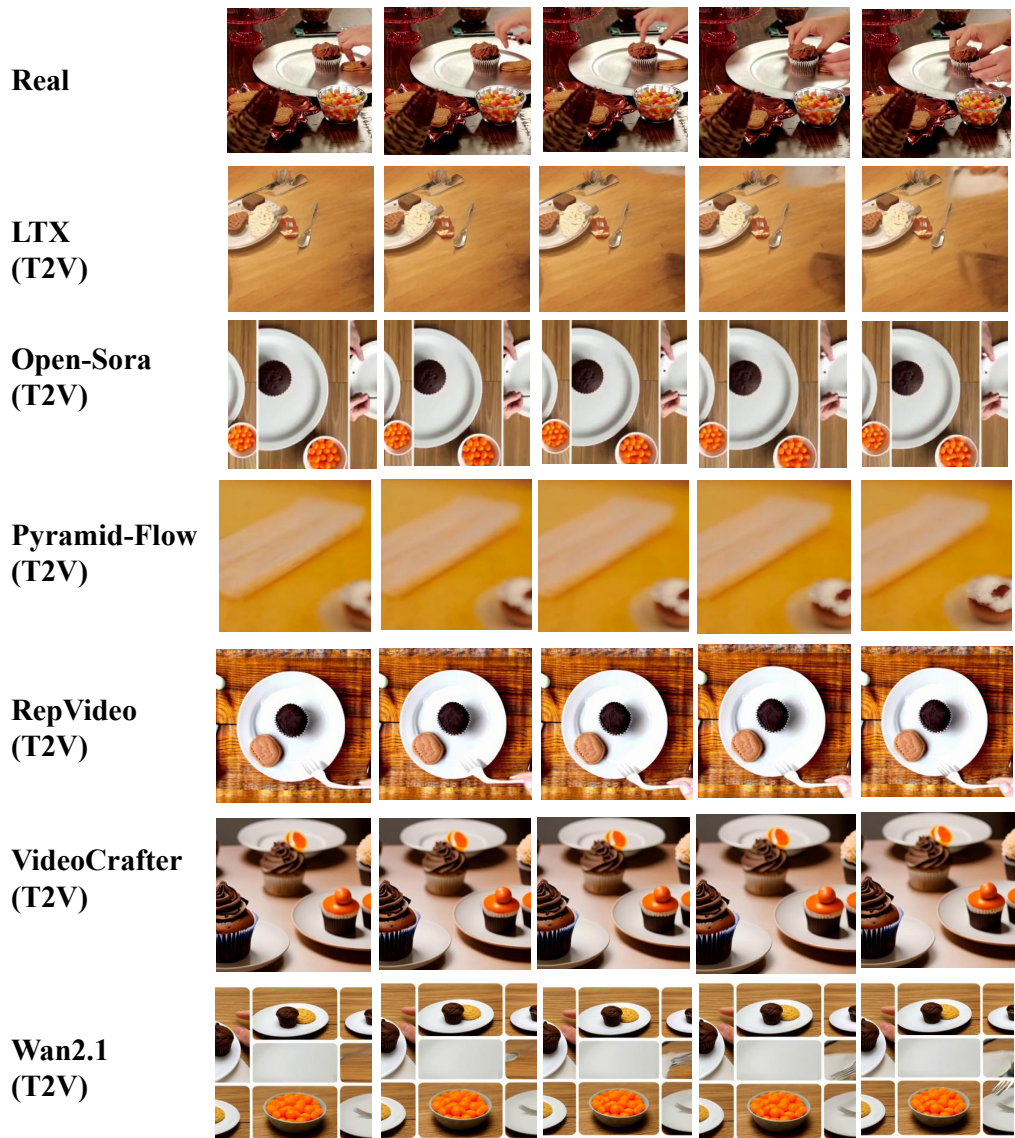 Real
LTX
(T2V)
Open-Sora
(T2V)
Pyramid-Flow
(T2V)
RepVideo
(T2V)
VideoCrafter
(T2V)
Wan2.1
(T2V)